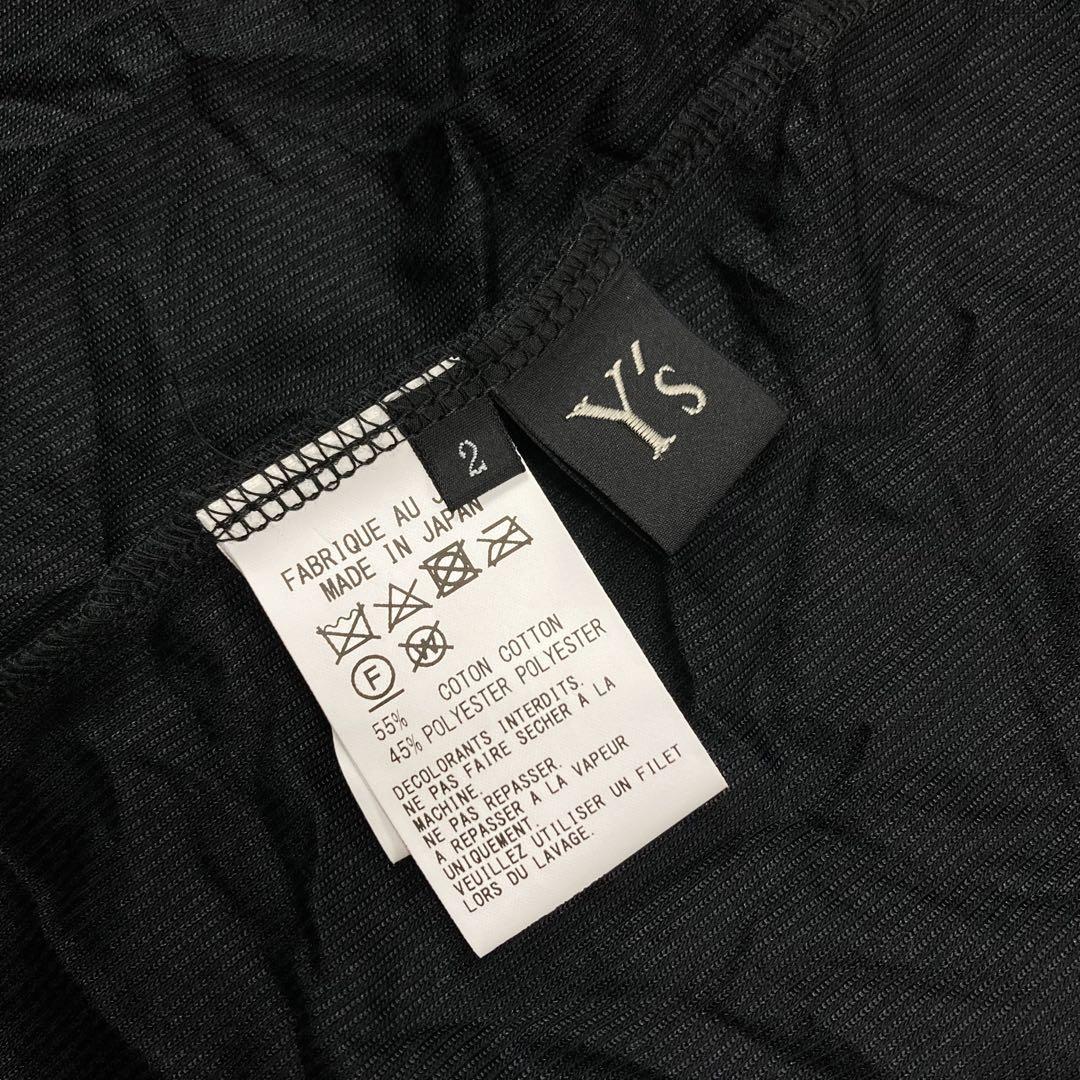 Y's
2
FABRIQUE AU
MADE IN JAPAN
F
W
55% COTON COTTON
45% POLYESTER POLYESTER
DECOLORANTS INTERDITS.
NE PAS FAIRE SECHER À LA
MACHINE.
NE PAS REPASSER.
A REPASSER A LA VAPEUR
UNIQUEMENT.
VEUILLEZ UTILISER UN FILET
LORS DU LAVAGE.